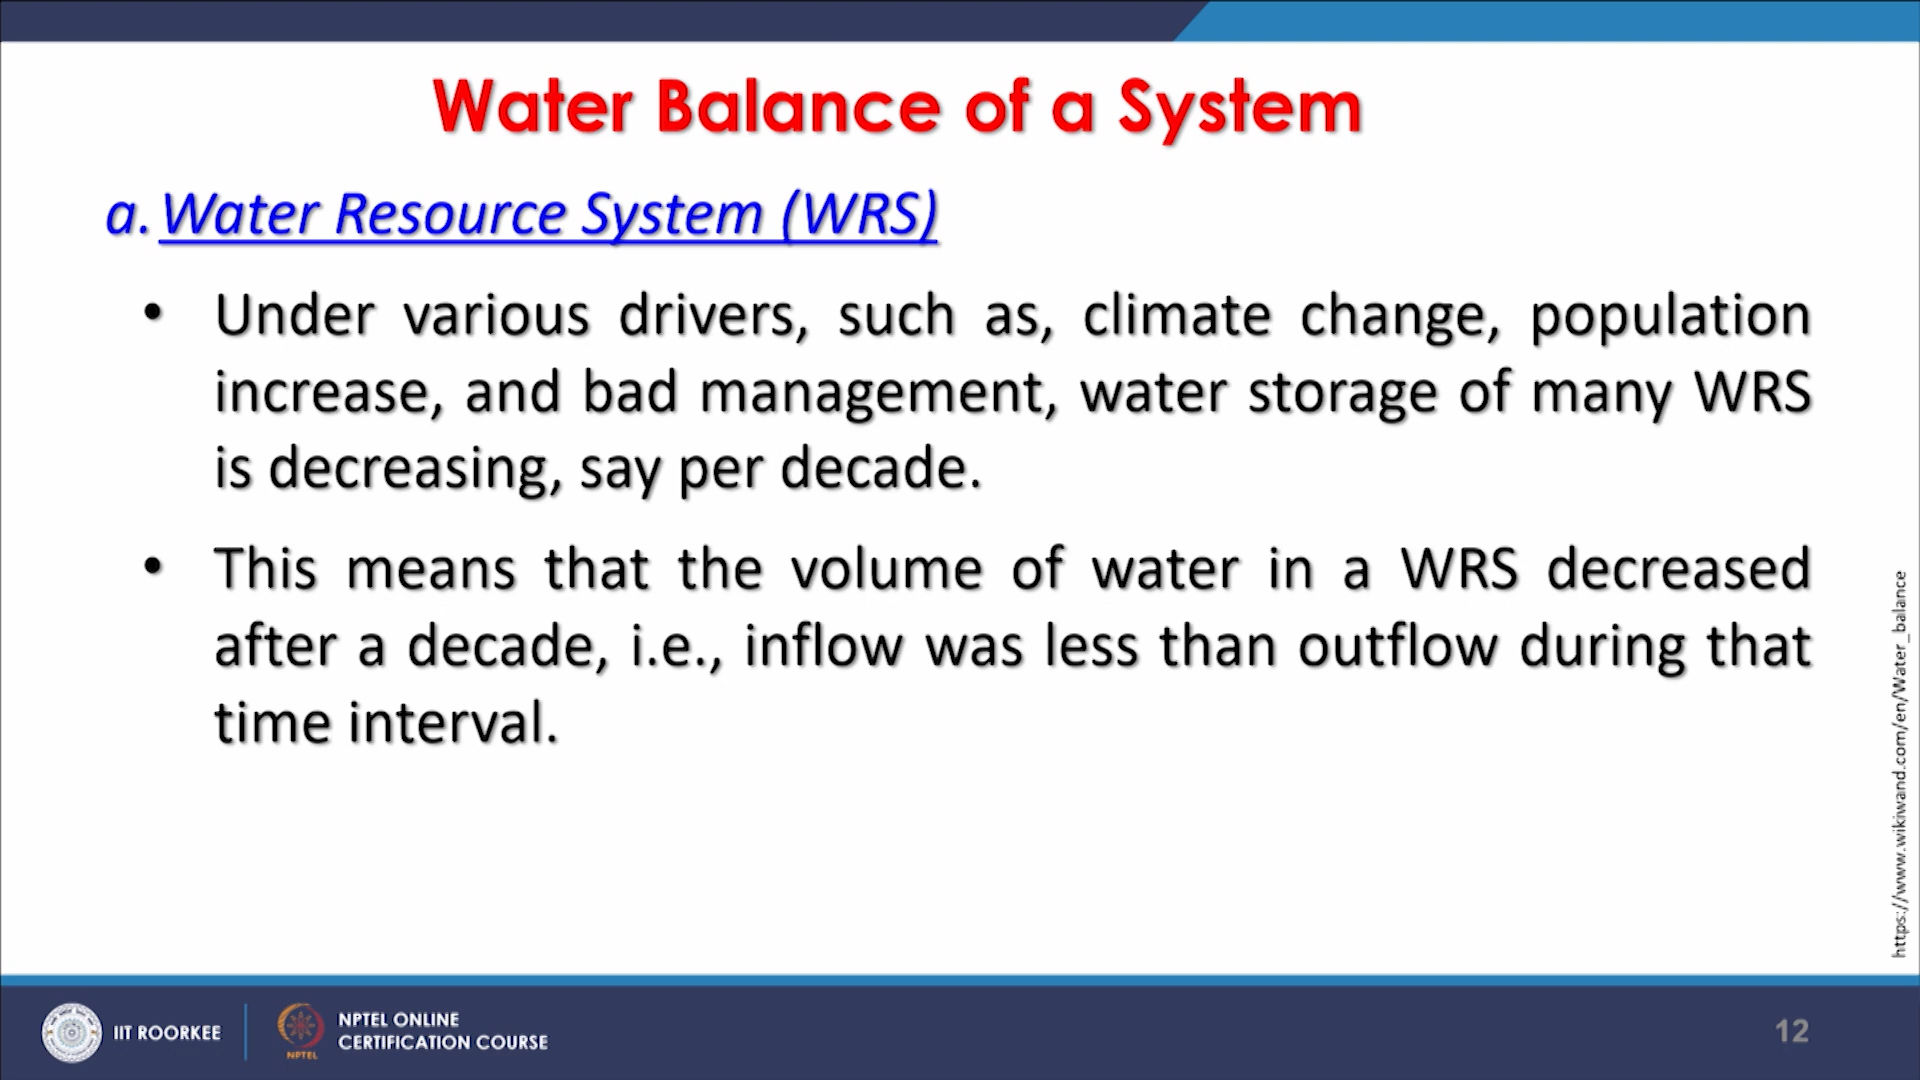 Water Balance of a System
a. Water Resource System (WRS)
• Under various drivers, such as, climate change, population
increase, and bad management, water storage of many WRS
is decreasing, say per decade.
• This means that the volume of water in a WRS decreased
after a decade, i.e., inflow was less than outflow during that
time interval.
https://www.wikiwand.com/en/Water_balance
IIT ROORKEE
NPTEL
NPTEL ONLINE
CERTIFICATION COURSE
12